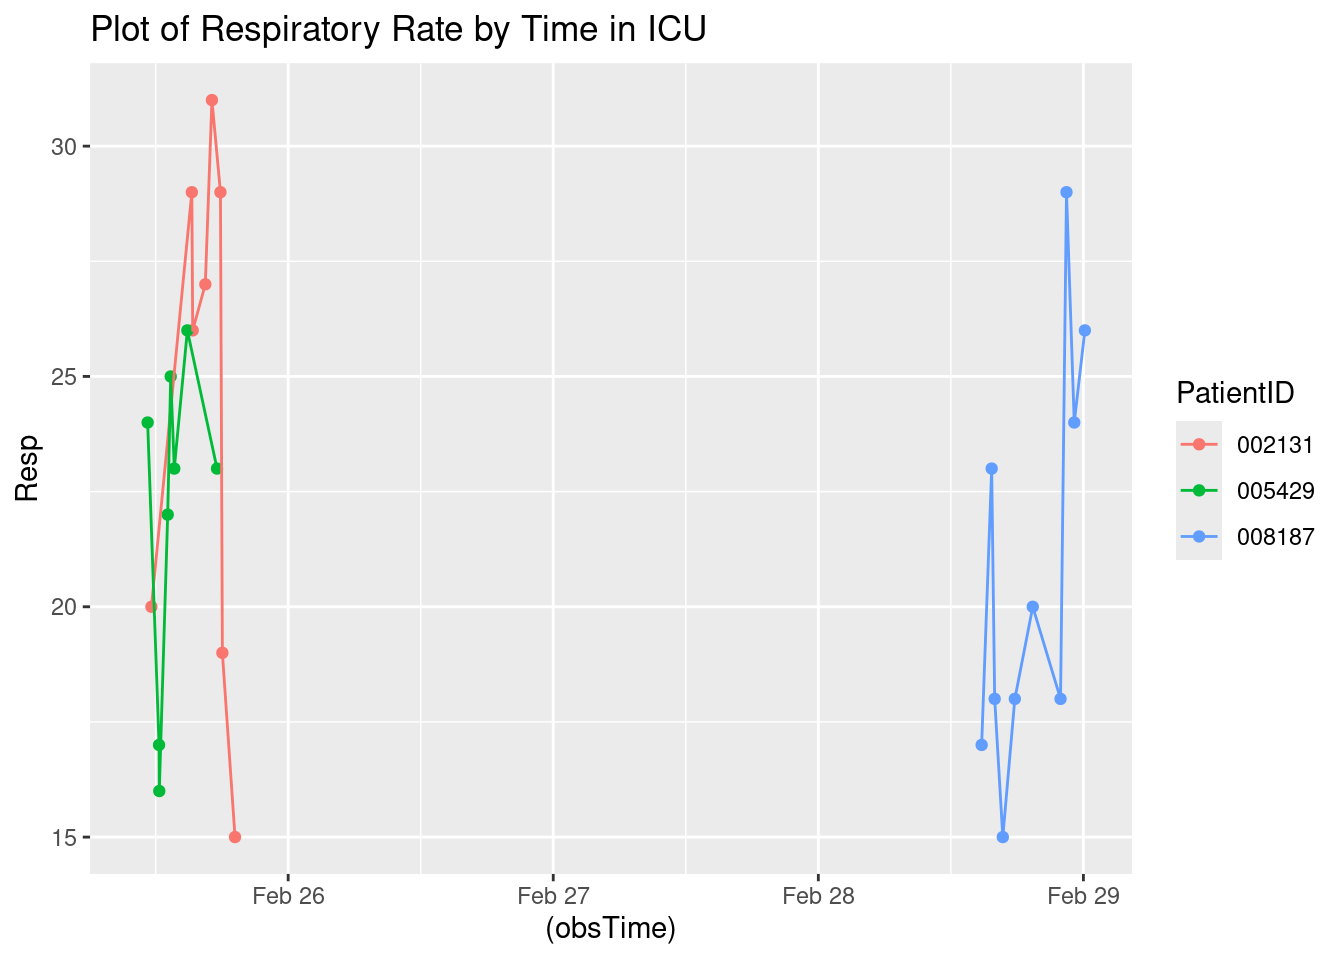 Plot of Respiratory Rate by Time in ICU
Resp
30
25
20
15
Feb 26
Feb 27
Feb 28
Feb 29
(obsTime)
PatientID
002131
005429
008187